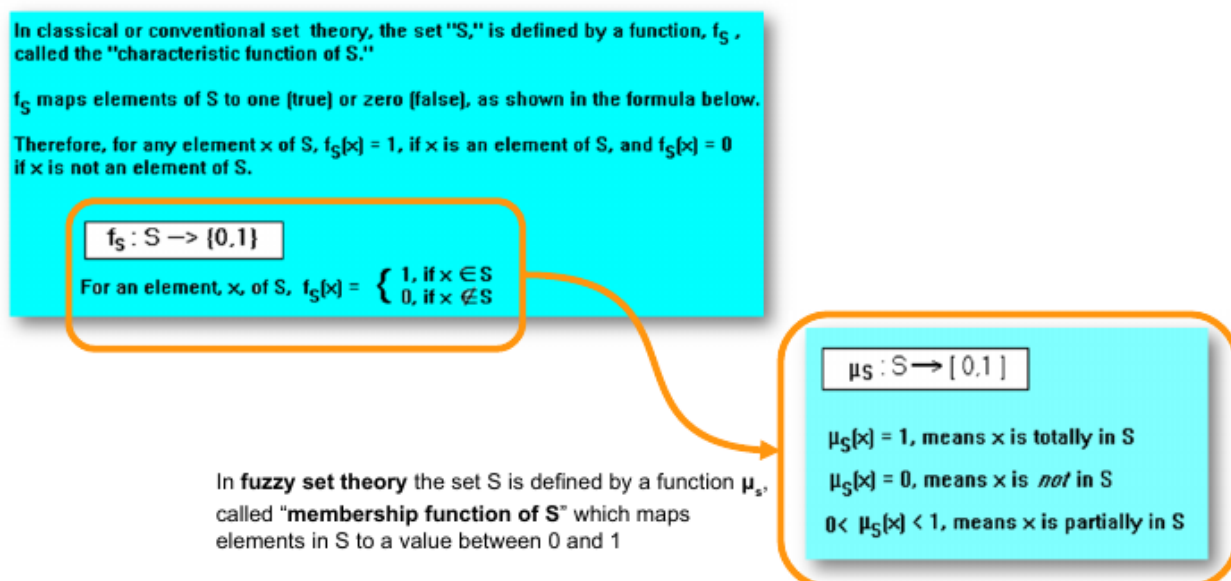 In classical or conventional set theory, the set "S," is defined by a function, fS ,
called the "characteristic function of S."
fS maps elements of S to one (true) or zero (false), as shown in the formula below.
Therefore, for any element x of S, fS(x) = 1, if x is an element of S, and fS(x) = 0
if x is not an element of S.
fS : S —> {0,1}
For an element, x, of S, fS(x) = { 1, if x ∈ S
0, if x ∉ S
In fuzzy set theory the set S is defined by a function μs,
called “membership function of S” which maps
elements in S to a value between 0 and 1
μS : S → [ 0,1 ]
μS(x) = 1, means x is totally in S
μS(x) = 0, means x is not in S
0< μS(x) < 1, means x is partially in S